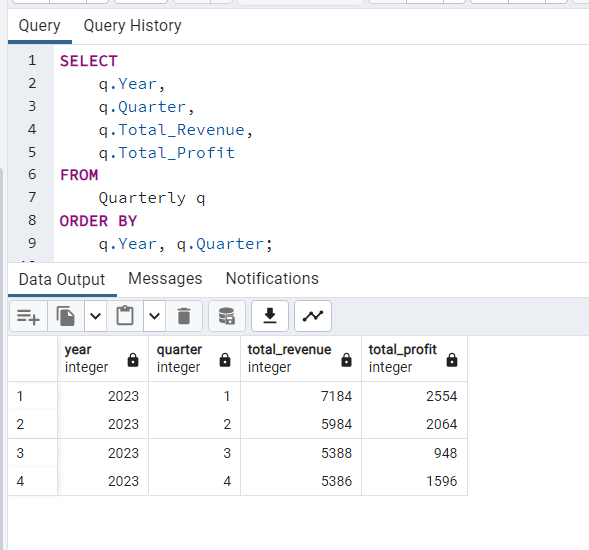 Query Query History
1 SELECT
2 q.Year,
3 q.Quarter,
4 q.Total_Revenue,
5 q.Total_Profit
6 FROM
7 Quarterly q
8 ORDER BY
9 q.Year, q.Quarter;
Data Output Messages Notifications
year quarter total_revenue total_profit
integer integer integer integer
1 2023 1 7184 2554
2 2023 2 5984 2064
3 2023 3 5388 948
4 2023 4 5386 1596